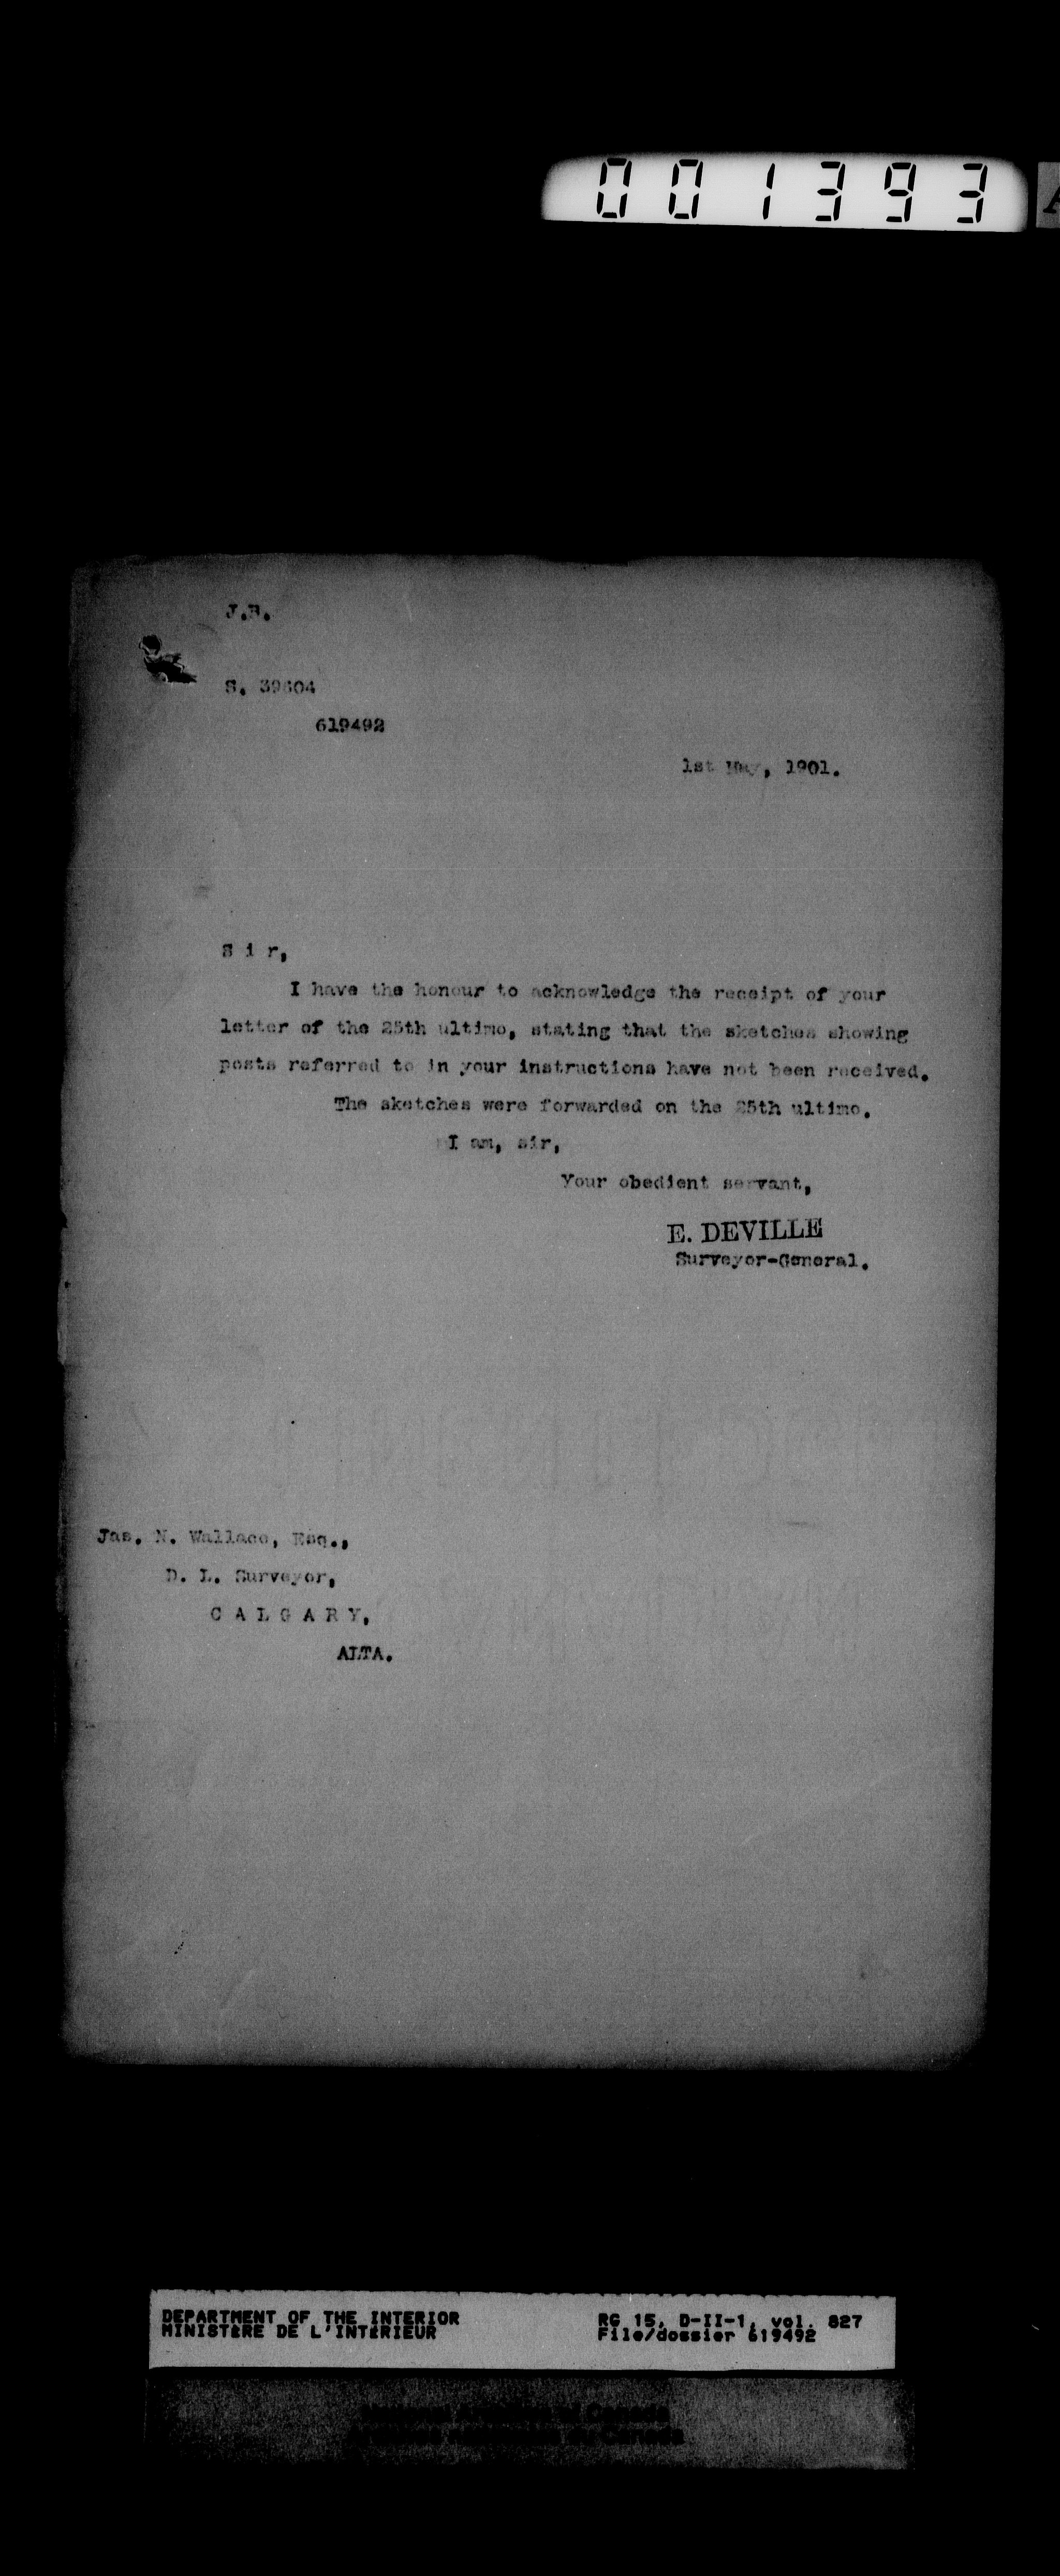 001393
J.B.
S. 39604
619492
1st May, 1901.
S i r,
I have the honour to acknowledge the receipt of your
letter of the 25th ultimo, stating that the sketches showing
posts referred to in your instructions have not been received.
The sketches were forwarded on the 25th ultimo.
I am, sir,
Your obedient servant,
E. DEVILLE
Surveyor-General.
Jas. N. Wallace, Esq.,
D. L. Surveyor,
C A L G A R Y,
ALTA.
DEPARTMENT OF THE INTERIOR
MINISTÈRE DE L'INTÉRIEUR
RG 15, D-II-1, vol. 827
File/dossier 619492